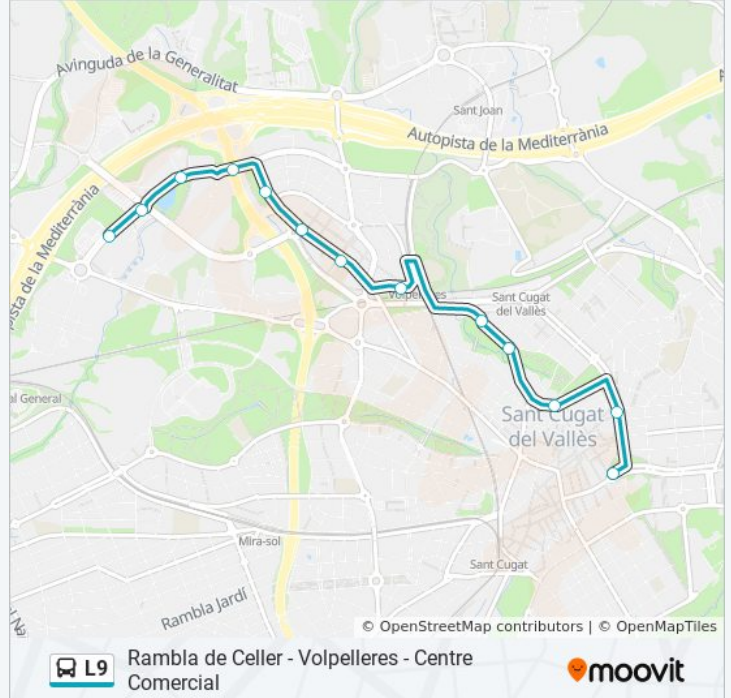 Avinguda de la Generalitat
Sant Joan
Autopista de la Mediterrània
pista de la Mediterrània
Volpelleres
Sant Cugat
del Vallès
al General
Sant Cugat
del Vallès
Mira-sol
Sant Cugat
Rambla Jardí
© OpenStreetMap contributors | © OpenMapTiles
L9
Rambla de Celler - Volpelleres - Centre
Comercial
moovit